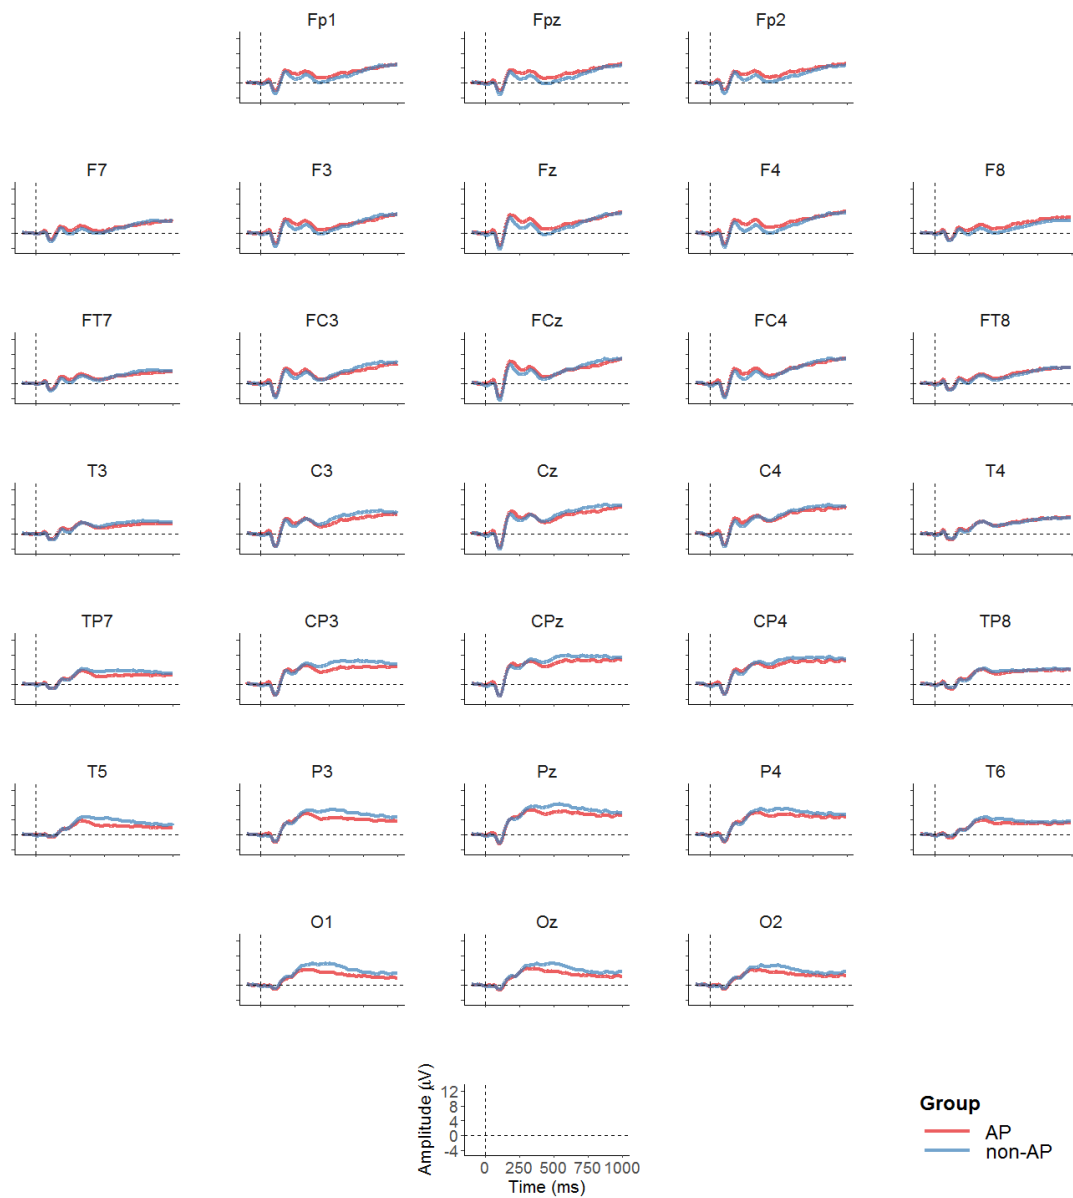 Fp1 Fpz Fp2
F7 F3 Fz F4 F8
FT7 FC3 FCz FC4 FT8
T3 C3 Cz C4 T4
TP7 CP3 CPz CP4 TP8
T5 P3 Pz P4 T6
O1 Oz O2
Amplitude (µV)
12
8
4
0
-4
0 250 500 750 1000
Time (ms)
Group
AP
non-AP